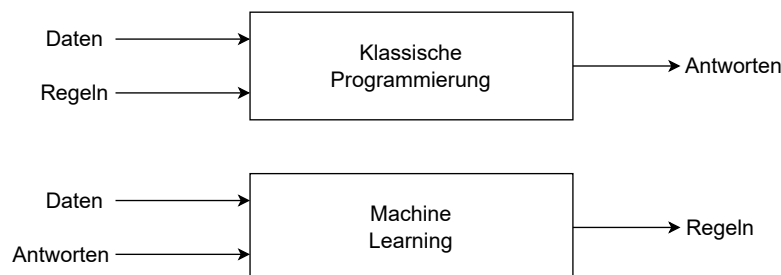 Daten
Regeln
Klassische
Programmierung
Antworten
Daten
Antworten
Machine
Learning
Regeln